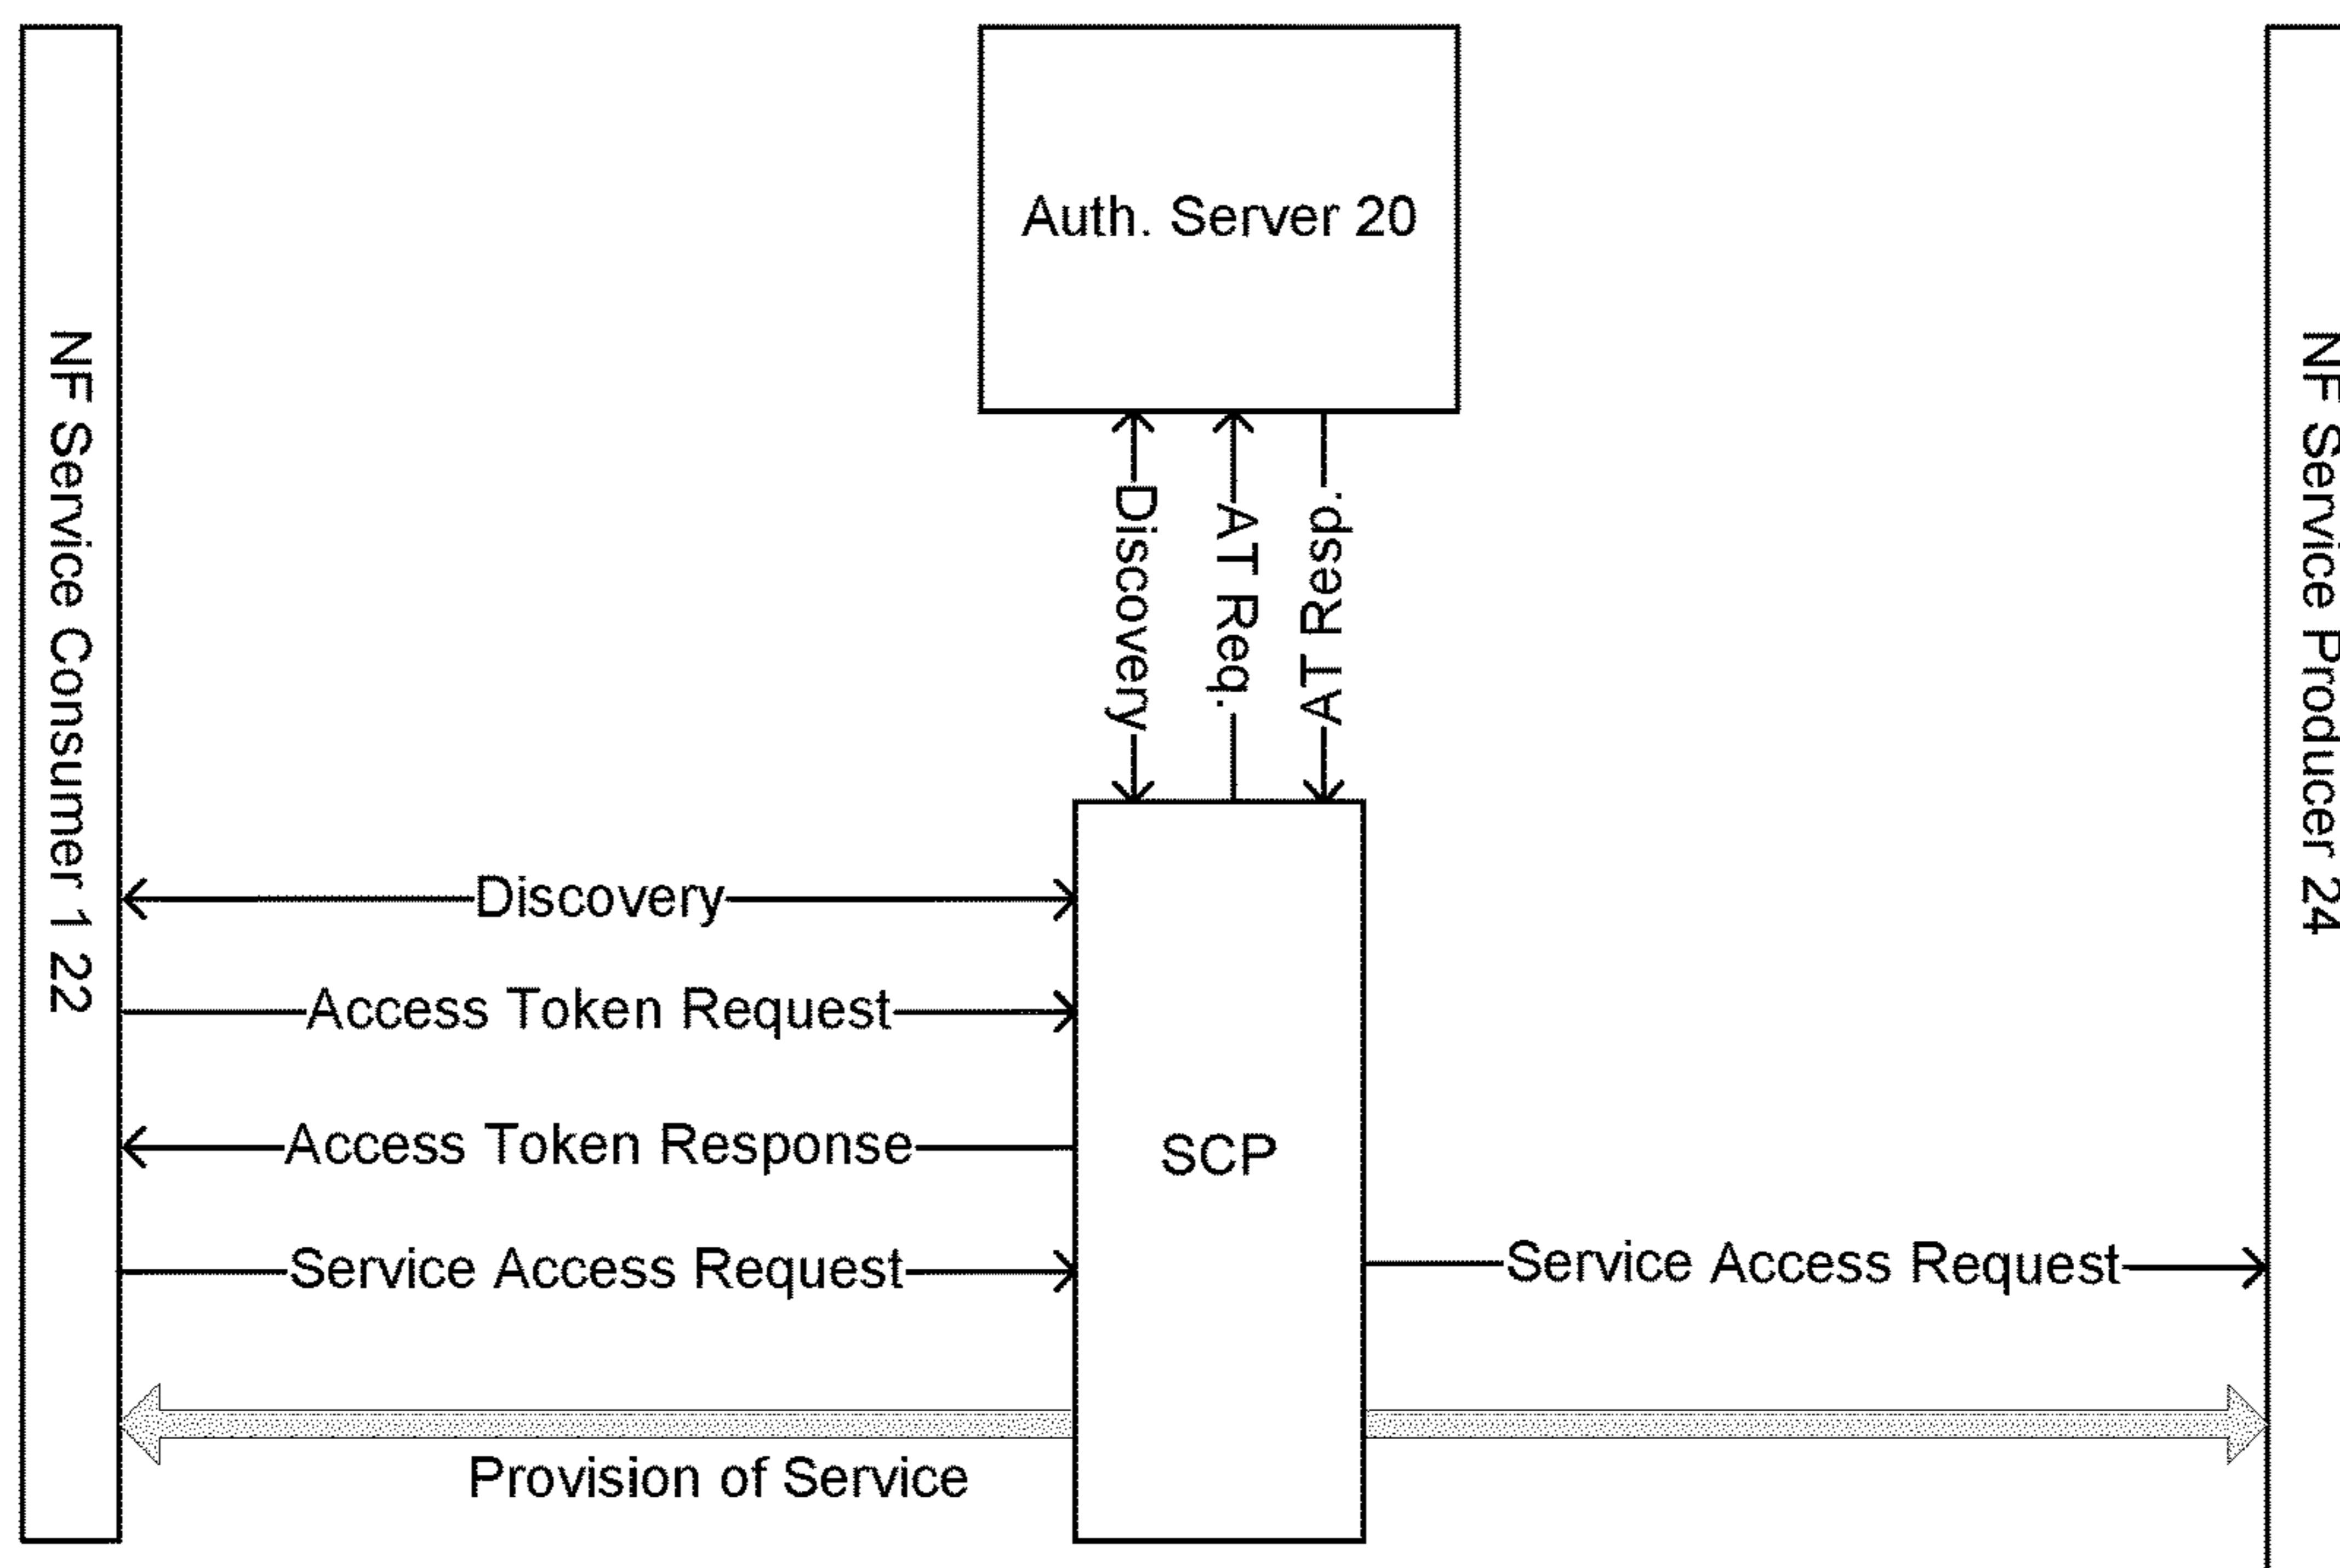 Auth. Server 20
NF Service Consumer 1 22
NF Service Producer 24
Discovery
AT Req.
AT Resp.
Discovery
Access Token Request
Access Token Response
SCP
Service Access Request
Service Access Request
Provision of Service